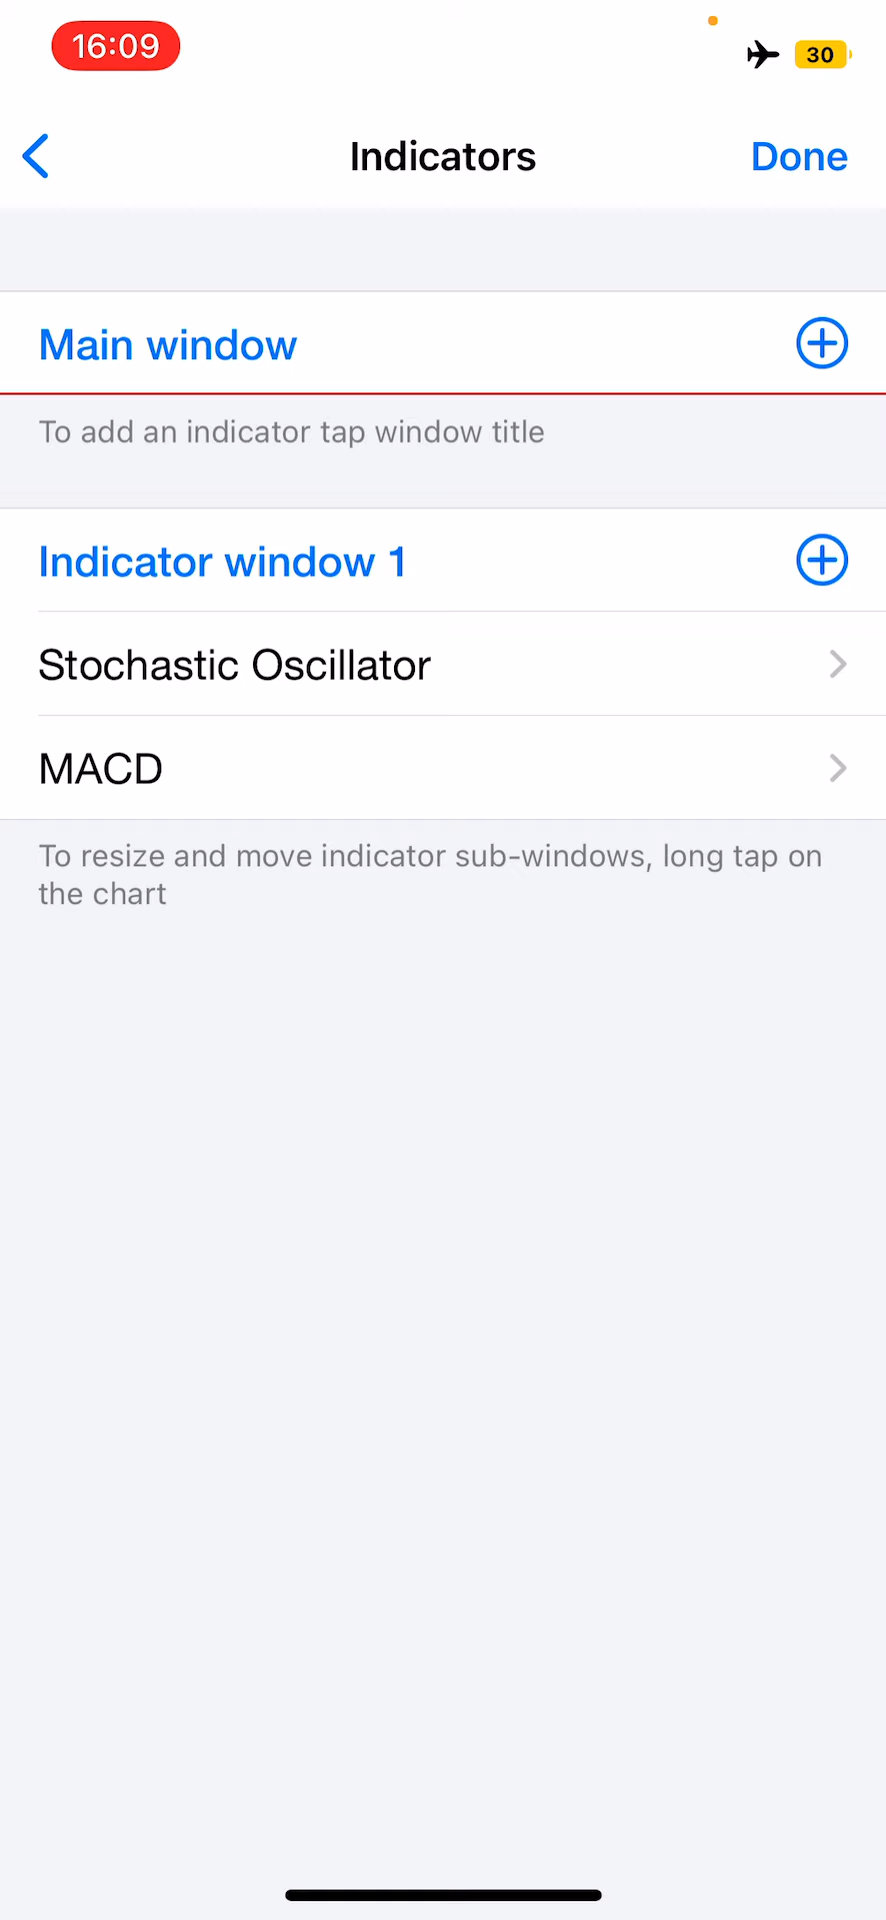 16:09
30
Indicators
Done
Main window
To add an indicator tap window title
Indicator window 1
Stochastic Oscillator
MACD
To resize and move indicator sub-windows, long tap on
the chart